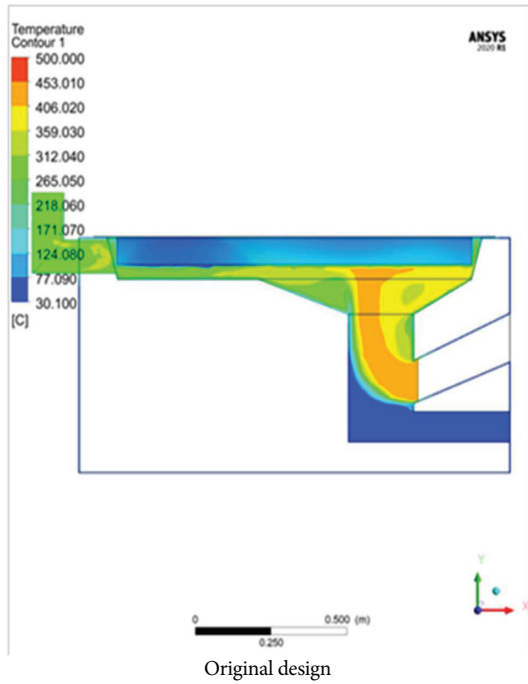 Temperature
Contour 1
ANSYS
2020 R1
500.000
453.010
406.020
359.030
312.040
265.050
218.060
171.070
124.080
77.090
30.100
[C]
Y
Z
X
0
0.500 (m)
0.250
Original design